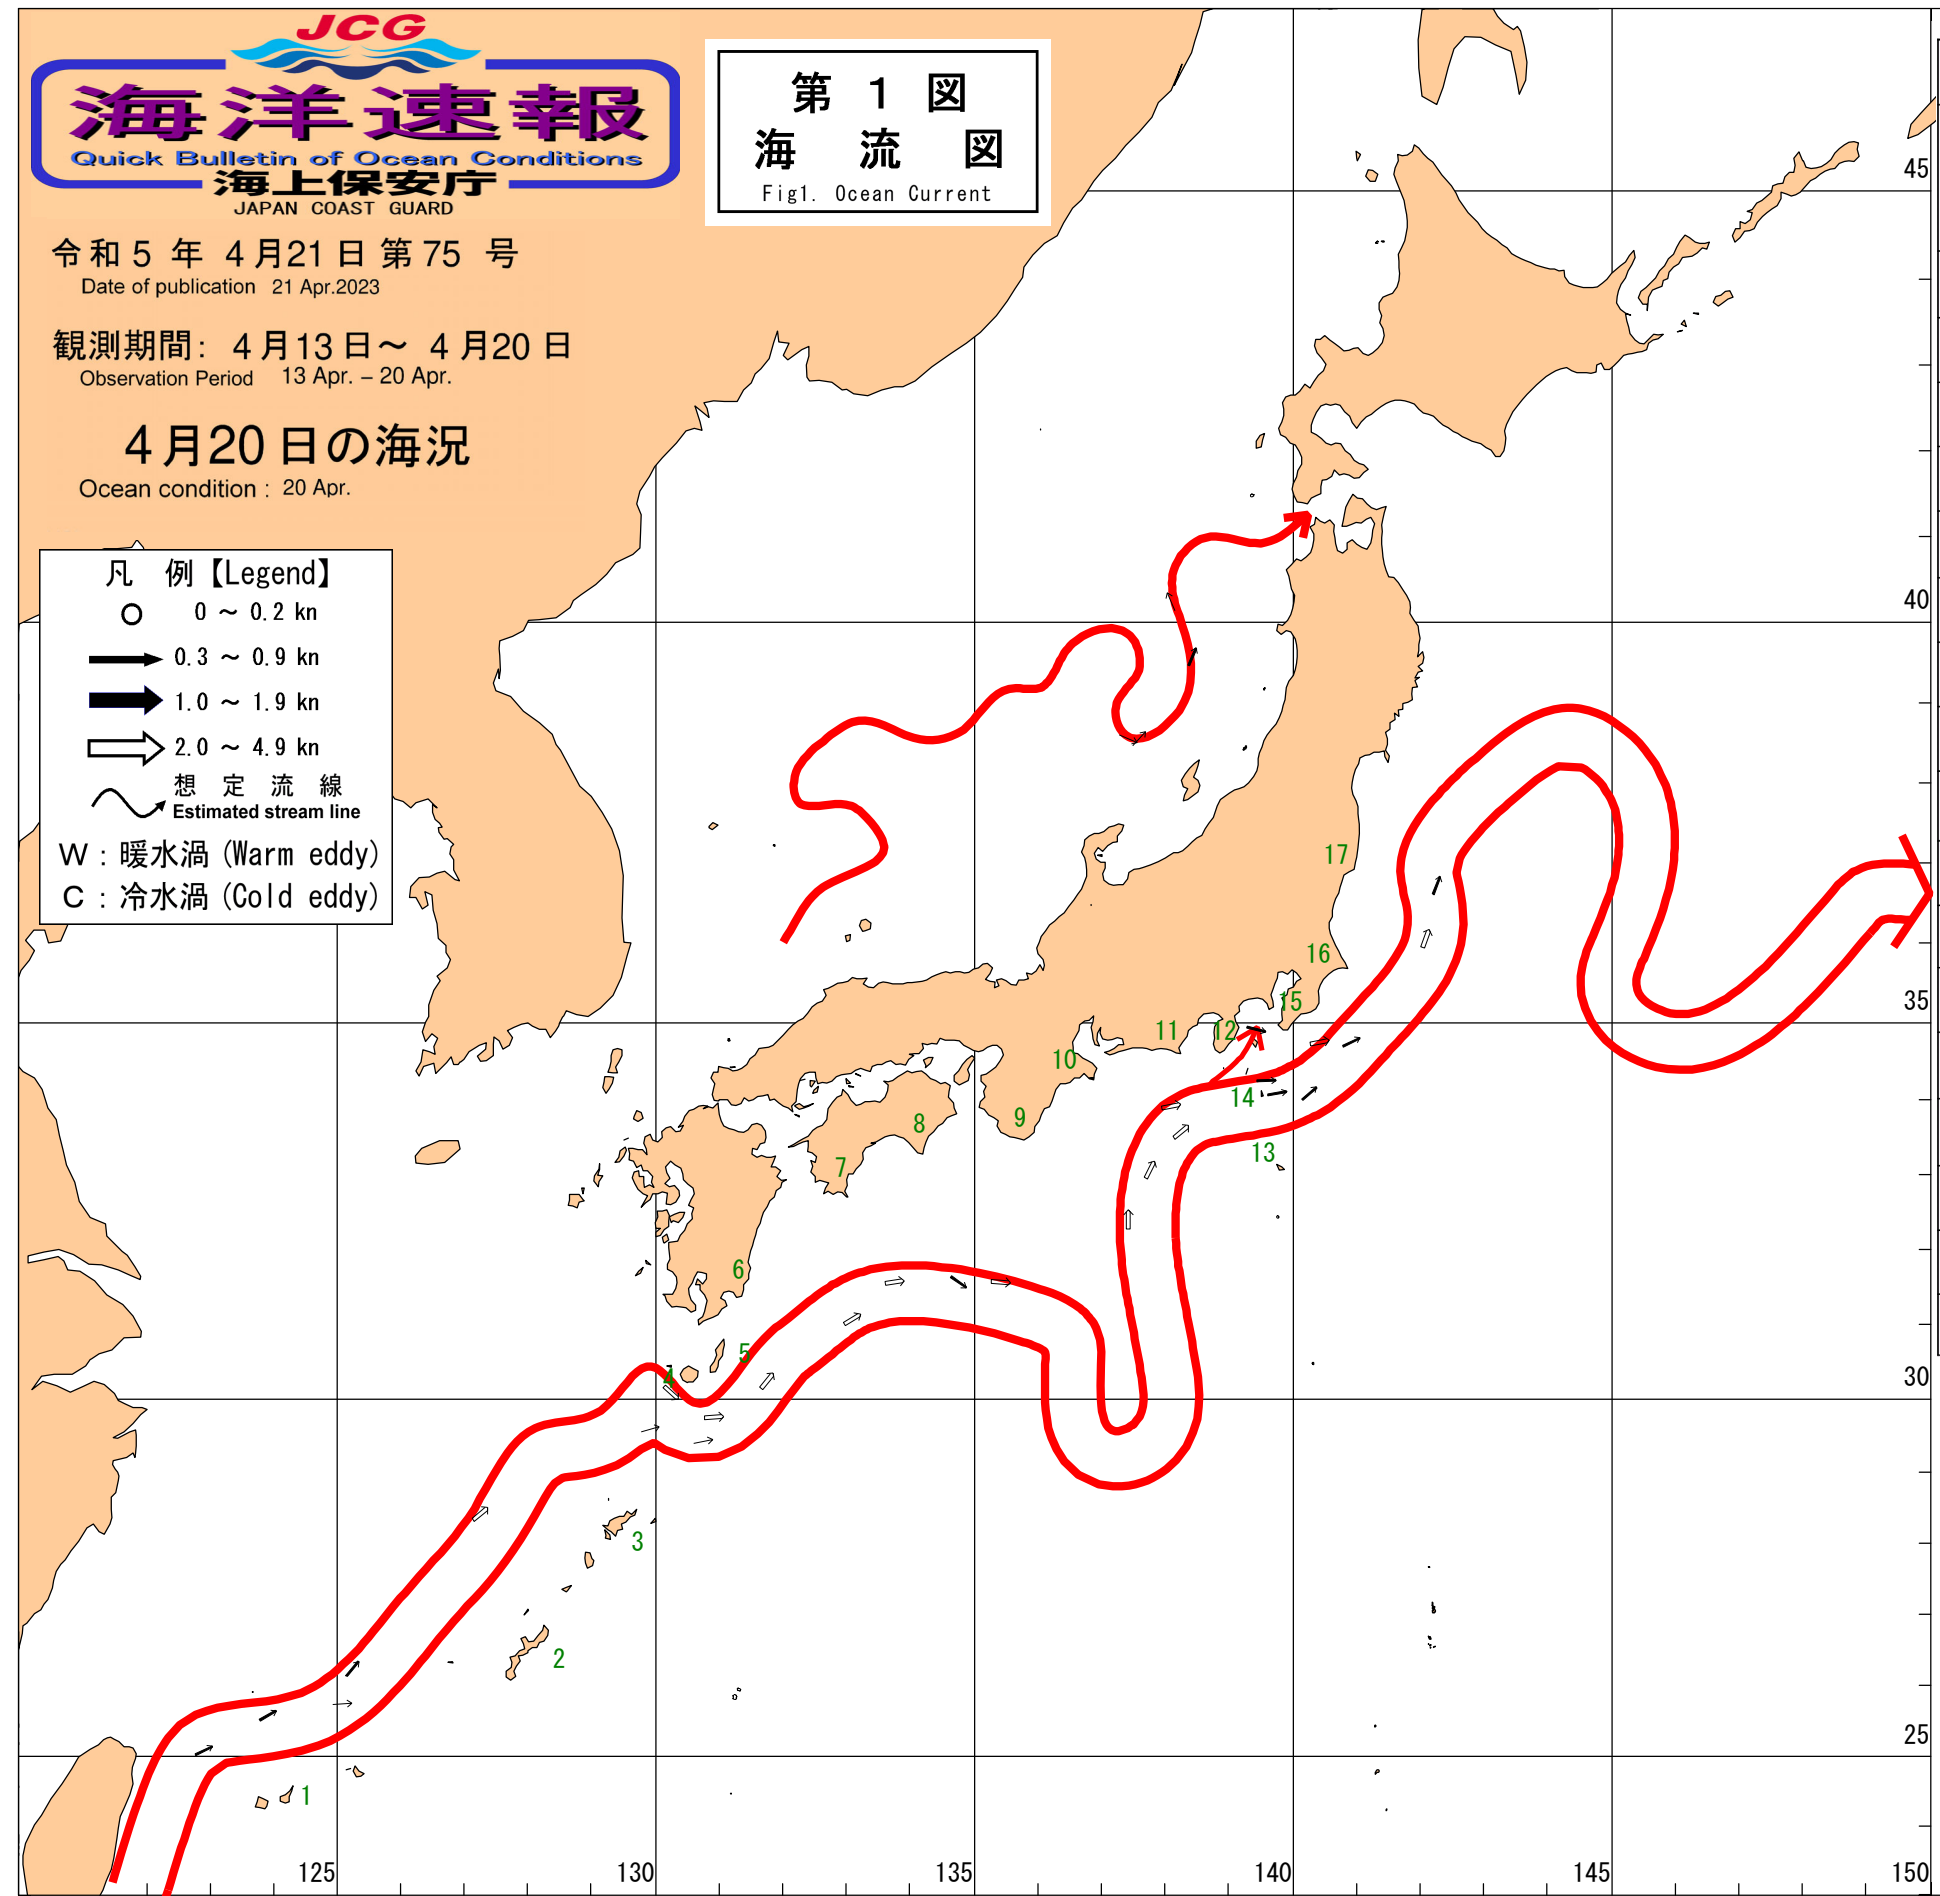 JCG
海洋速報
Quick Bulletin of Ocean Conditions
海上保安庁
JAPAN COAST GUARD
第 1 図
海 流 図
Fig1. Ocean Current
令和 5 年 4月21日 第75 号
Date of publication 21 Apr.2023
観測期間: 4月13日～ 4月20日
Observation Period 13 Apr. – 20 Apr.
4月20日の海況
Ocean condition : 20 Apr.
凡 例【Legend】
0 ～ 0.2 kn
0.3 ～ 0.9 kn
1.0 ～ 1.9 kn
2.0 ～ 4.9 kn
想 定 流 線
Estimated stream line
W : 暖水渦 (Warm eddy)
C : 冷水渦 (Cold eddy)
45
40
17
16
35
15
12
11
10
14
9
8
13
7
6
5
4
30
3
2
25
1
125
130
135
140
145
150